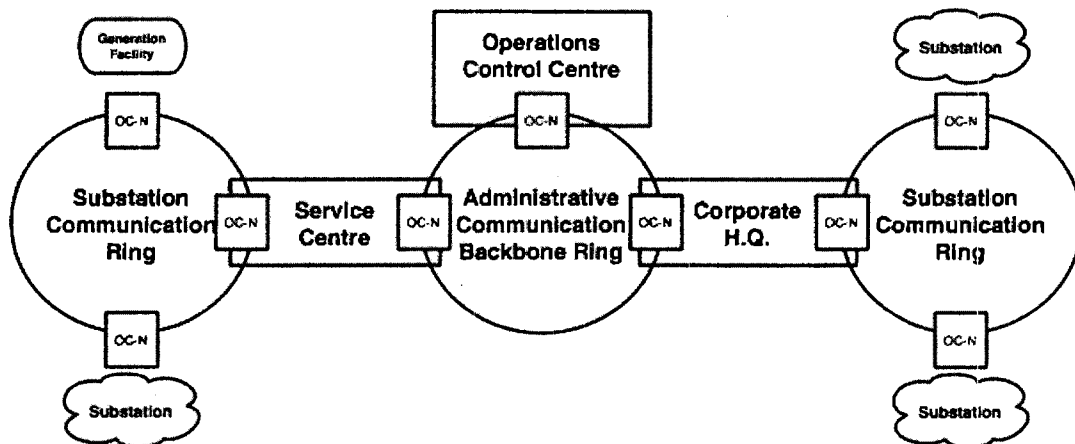 Generation
Facility
Operations
Control Centre
Substation
OC-N
OC-N
OC-N
Substation
Communication
Ring
OC-N
Service
Centre
OC-N
Administrative
Communication
Backbone Ring
OC-N
Corporate
H.Q.
OC-N
Substation
Communication
Ring
OC-N
OC-N
Substation
Substation